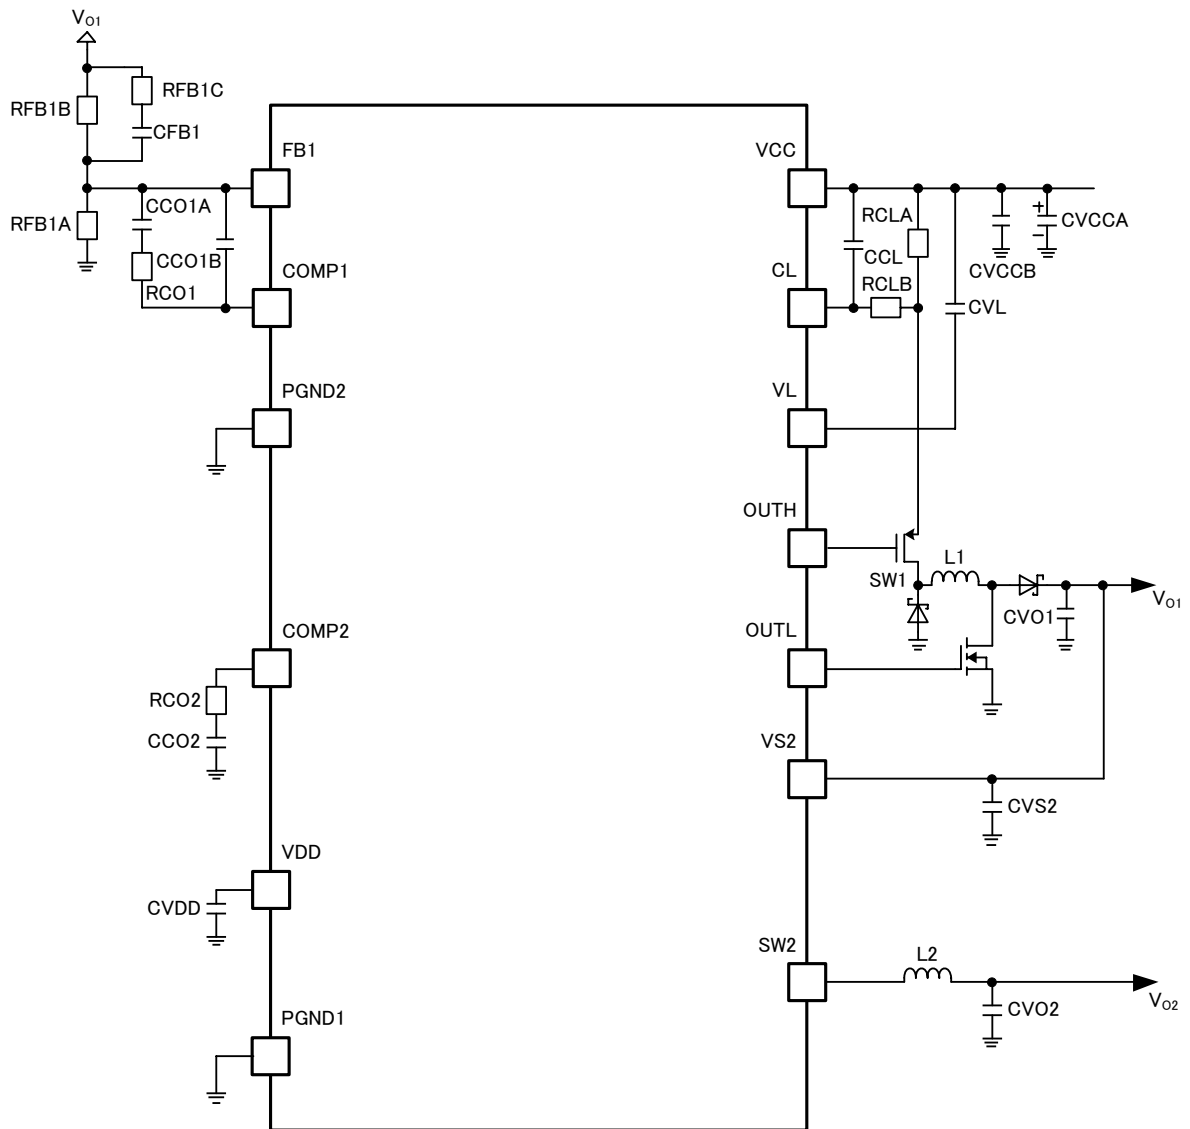 VO1
RFB1C
RFB1B
CFB1
FB1
VCC
CCO1A
RFB1A
CCO1B
RCO1
COMP1
RCLA
CCL
CL
RCLB
CVCCA
+
-
CVCCB
CVL
PGND2
VL
OUTH
SW1
L1
VO1
CVO1
COMP2
OUTL
RCO2
CCO2
VS2
CVS2
VDD
CVDD
SW2
L2
VO2
CVO2
PGND1